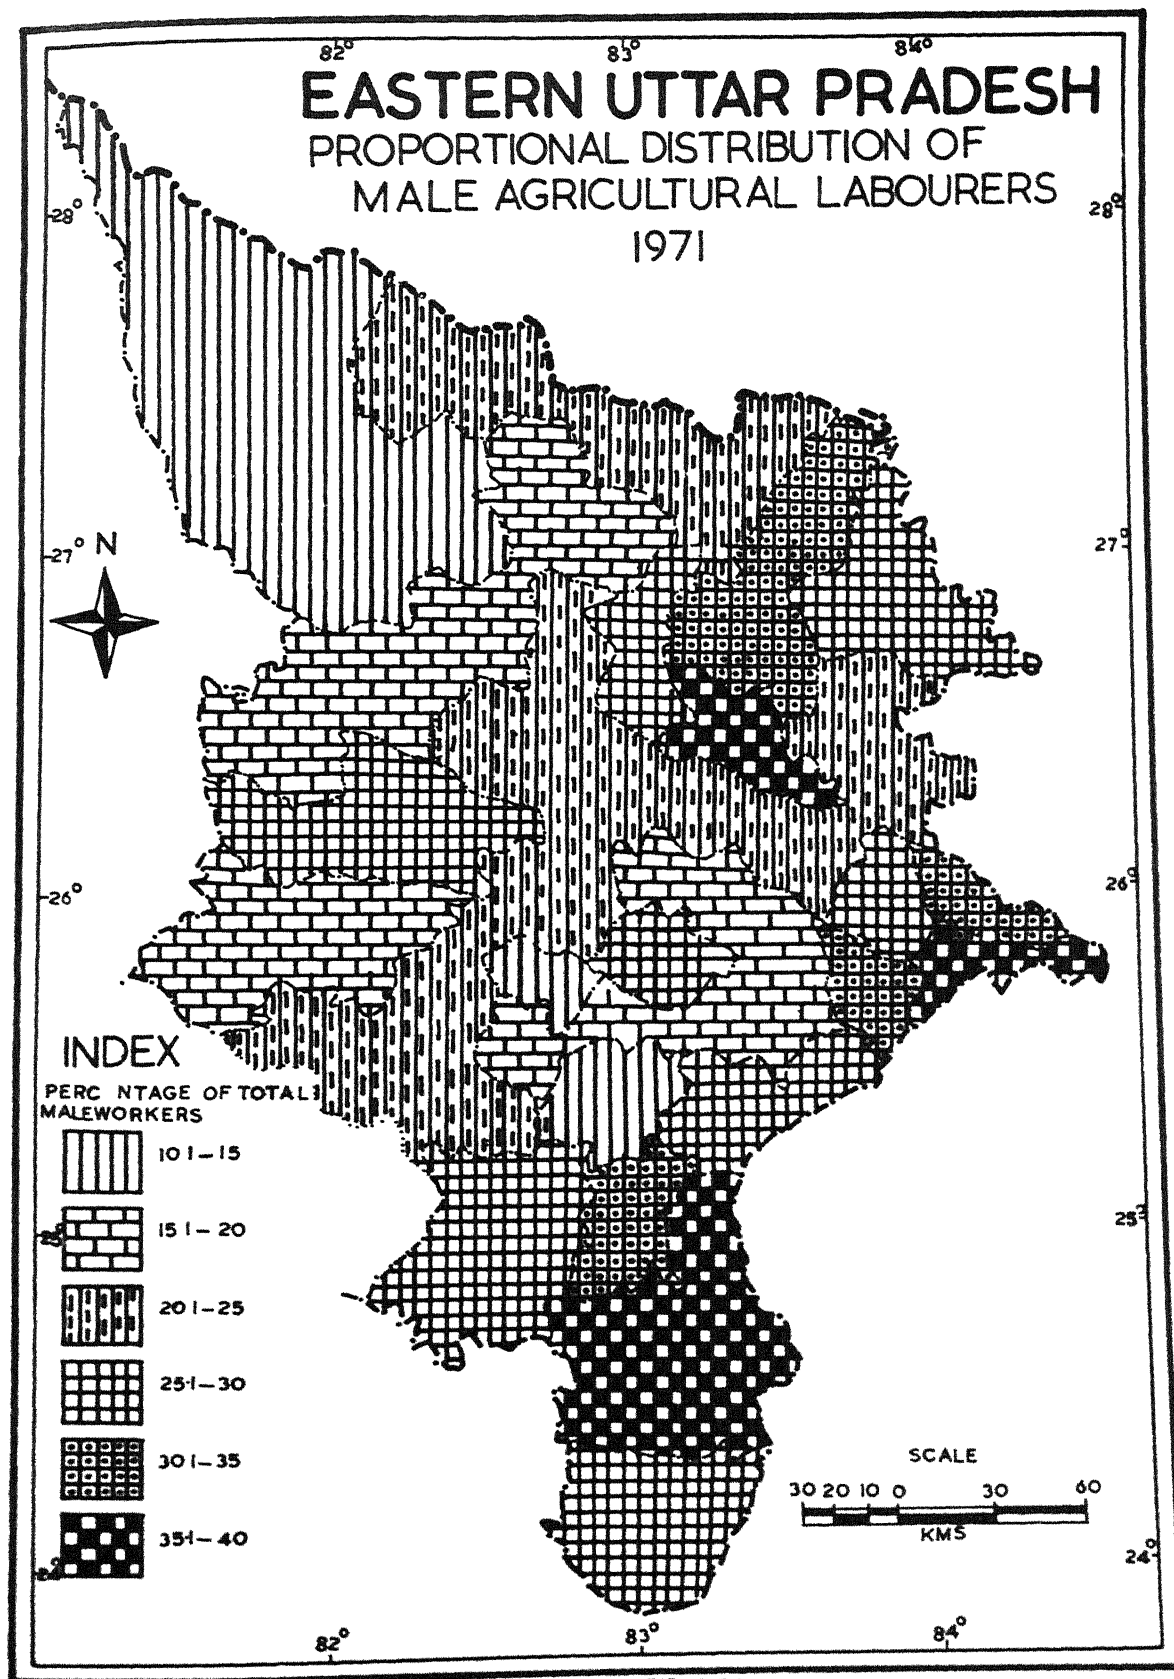 82° 83° 84°
EASTERN UTTAR PRADESH
PROPORTIONAL DISTRIBUTION OF
MALE AGRICULTURAL LABOURERS
1971
28° 28°
N
27° 27°
26° 26°
INDEX
PERC NTAGE OF TOTAL
MALEWORKERS
10 1–15
15 1–20
25° 25°
20 1–25
25·1–30
30 1–35
35·1–40
SCALE
30 20 10 0 30 60
KMS
24° 24°
82° 83° 84°